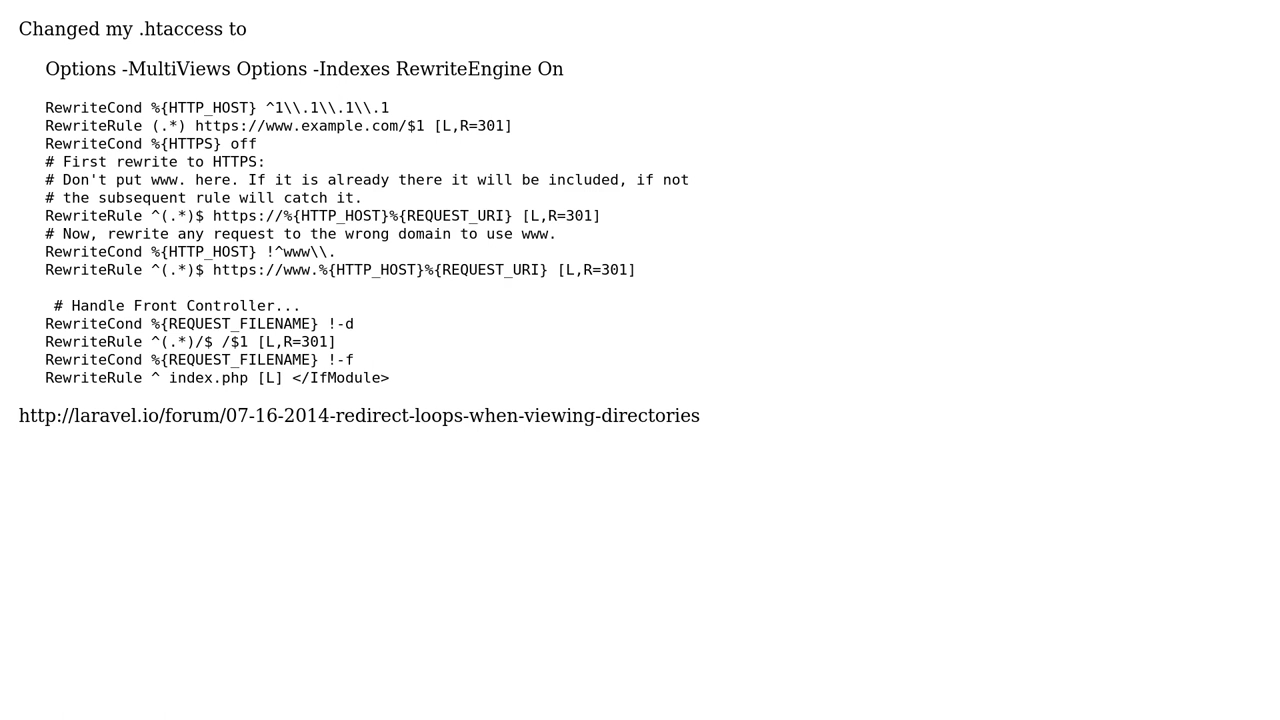 Changed my .htaccess to
Options -MultiViews Options -Indexes RewriteEngine On
RewriteCond %{HTTP_HOST} ^1\\.1\\.1\\.1
RewriteRule (.*) https://www.example.com/$1 [L,R=301]
RewriteCond %{HTTPS} off
# First rewrite to HTTPS:
# Don't put www. here. If it is already there it will be included, if not
# the subsequent rule will catch it.
RewriteRule ^(.*)$ https://%{HTTP_HOST}%{REQUEST_URI} [L,R=301]
# Now, rewrite any request to the wrong domain to use www.
RewriteCond %{HTTP_HOST} !^www\\.
RewriteRule ^(.*)$ https://www.%{HTTP_HOST}%{REQUEST_URI} [L,R=301]
# Handle Front Controller...
RewriteCond %{REQUEST_FILENAME} !-d
RewriteRule ^(.*)/$ /$1 [L,R=301]
RewriteCond %{REQUEST_FILENAME} !-f
RewriteRule ^ index.php [L] </IfModule>
http://laravel.io/forum/07-16-2014-redirect-loops-when-viewing-directories